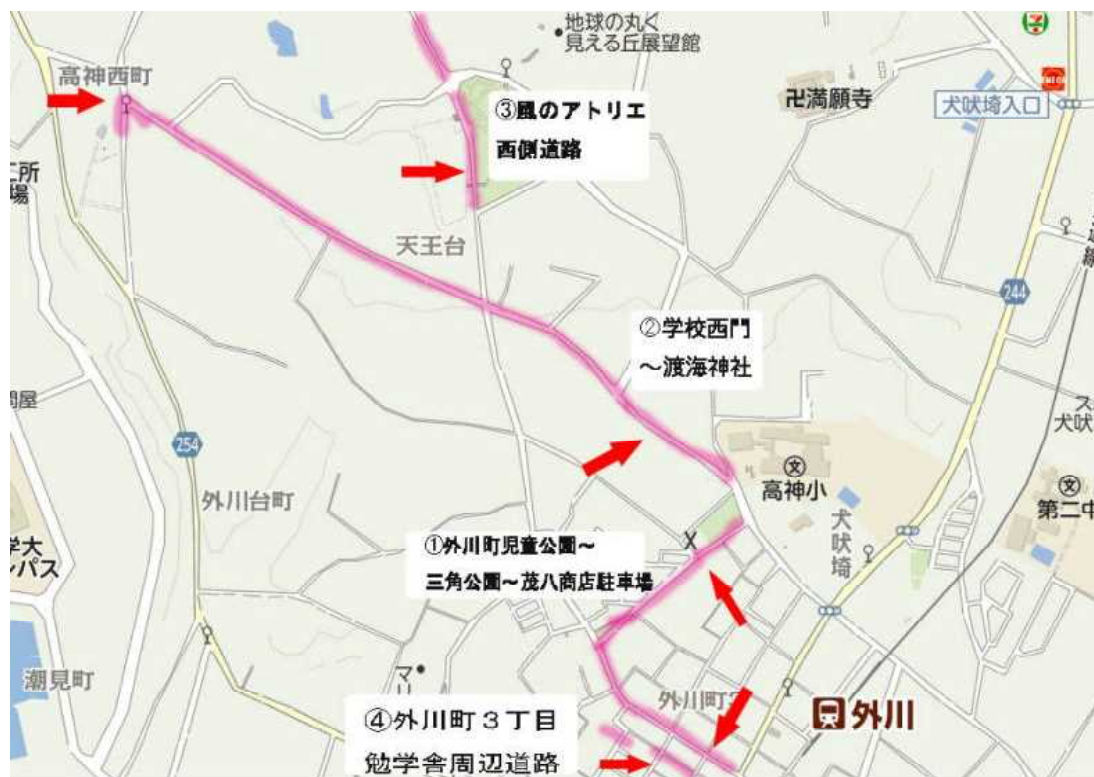 地球の丸く
見える丘展望館
高神西町
卍満願寺
犬吠埼入口
③風のアトリエ
西側道路
天王台
244
②学校西門
～渡海神社
254
外川台町
文
高神小
文
第二中
①外川町児童公園～
三角公園～茂八商店駐車場
X
犬吠埼
潮見町
マリ
外川町3
外川
④外川町３丁目
勉学舎周辺道路